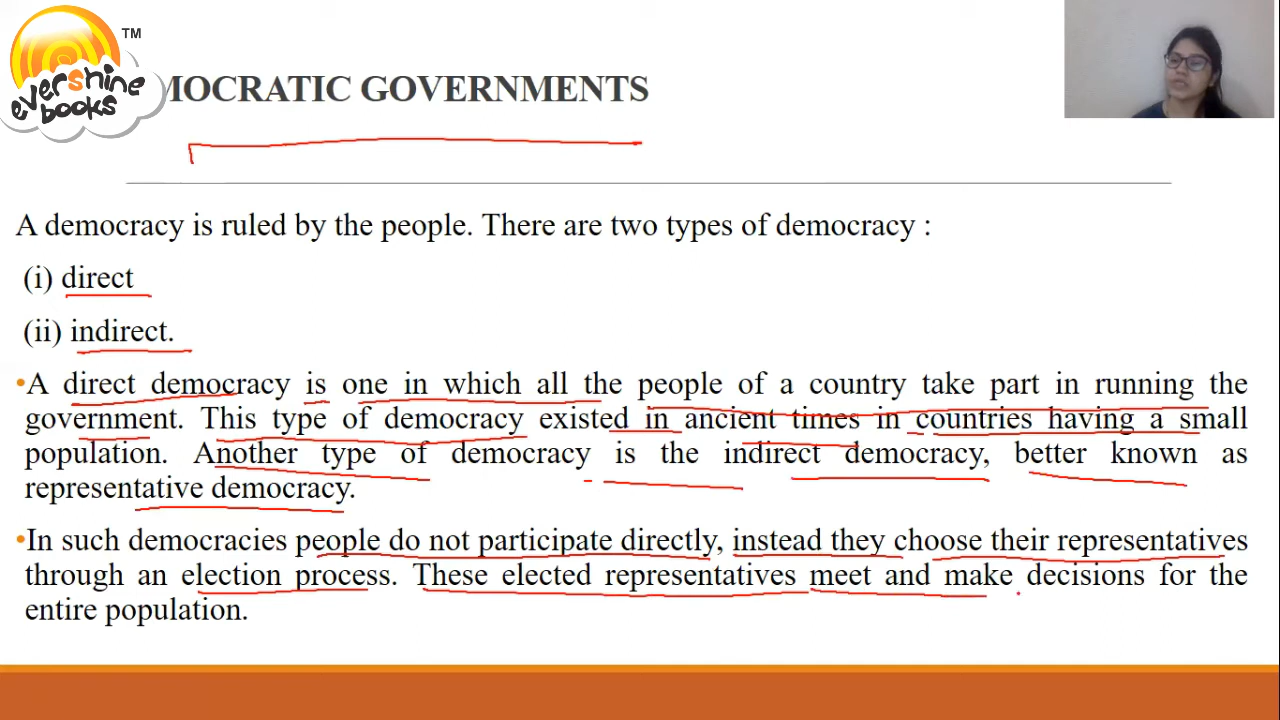 TM
evershine
books
MOCRATIC GOVERNMENTS
A democracy is ruled by the people. There are two types of democracy :
(i) direct
(ii) indirect.
•A direct democracy is one in which all the people of a country take part in running the
government. This type of democracy existed in ancient times in countries having a small
population. Another type of democracy is the indirect democracy, better known as
representative democracy.
•In such democracies people do not participate directly, instead they choose their representatives
through an election process. These elected representatives meet and make decisions for the
entire population.